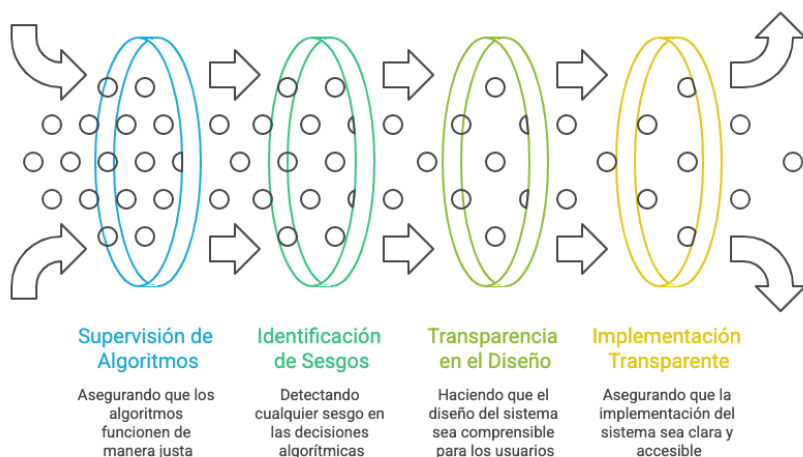 Supervisión de
Algoritmos
Asegurando que los
algoritmos
funcionen de
manera justa
Identificación
de Sesgos
Detectando
cualquier sesgo en
las decisiones
algorítmicas
Transparencia
en el Diseño
Haciendo que el
diseño del sistema
sea comprensible
para los usuarios
Implementación
Transparente
Asegurando que la
implementación del
sistema sea clara y
accesible